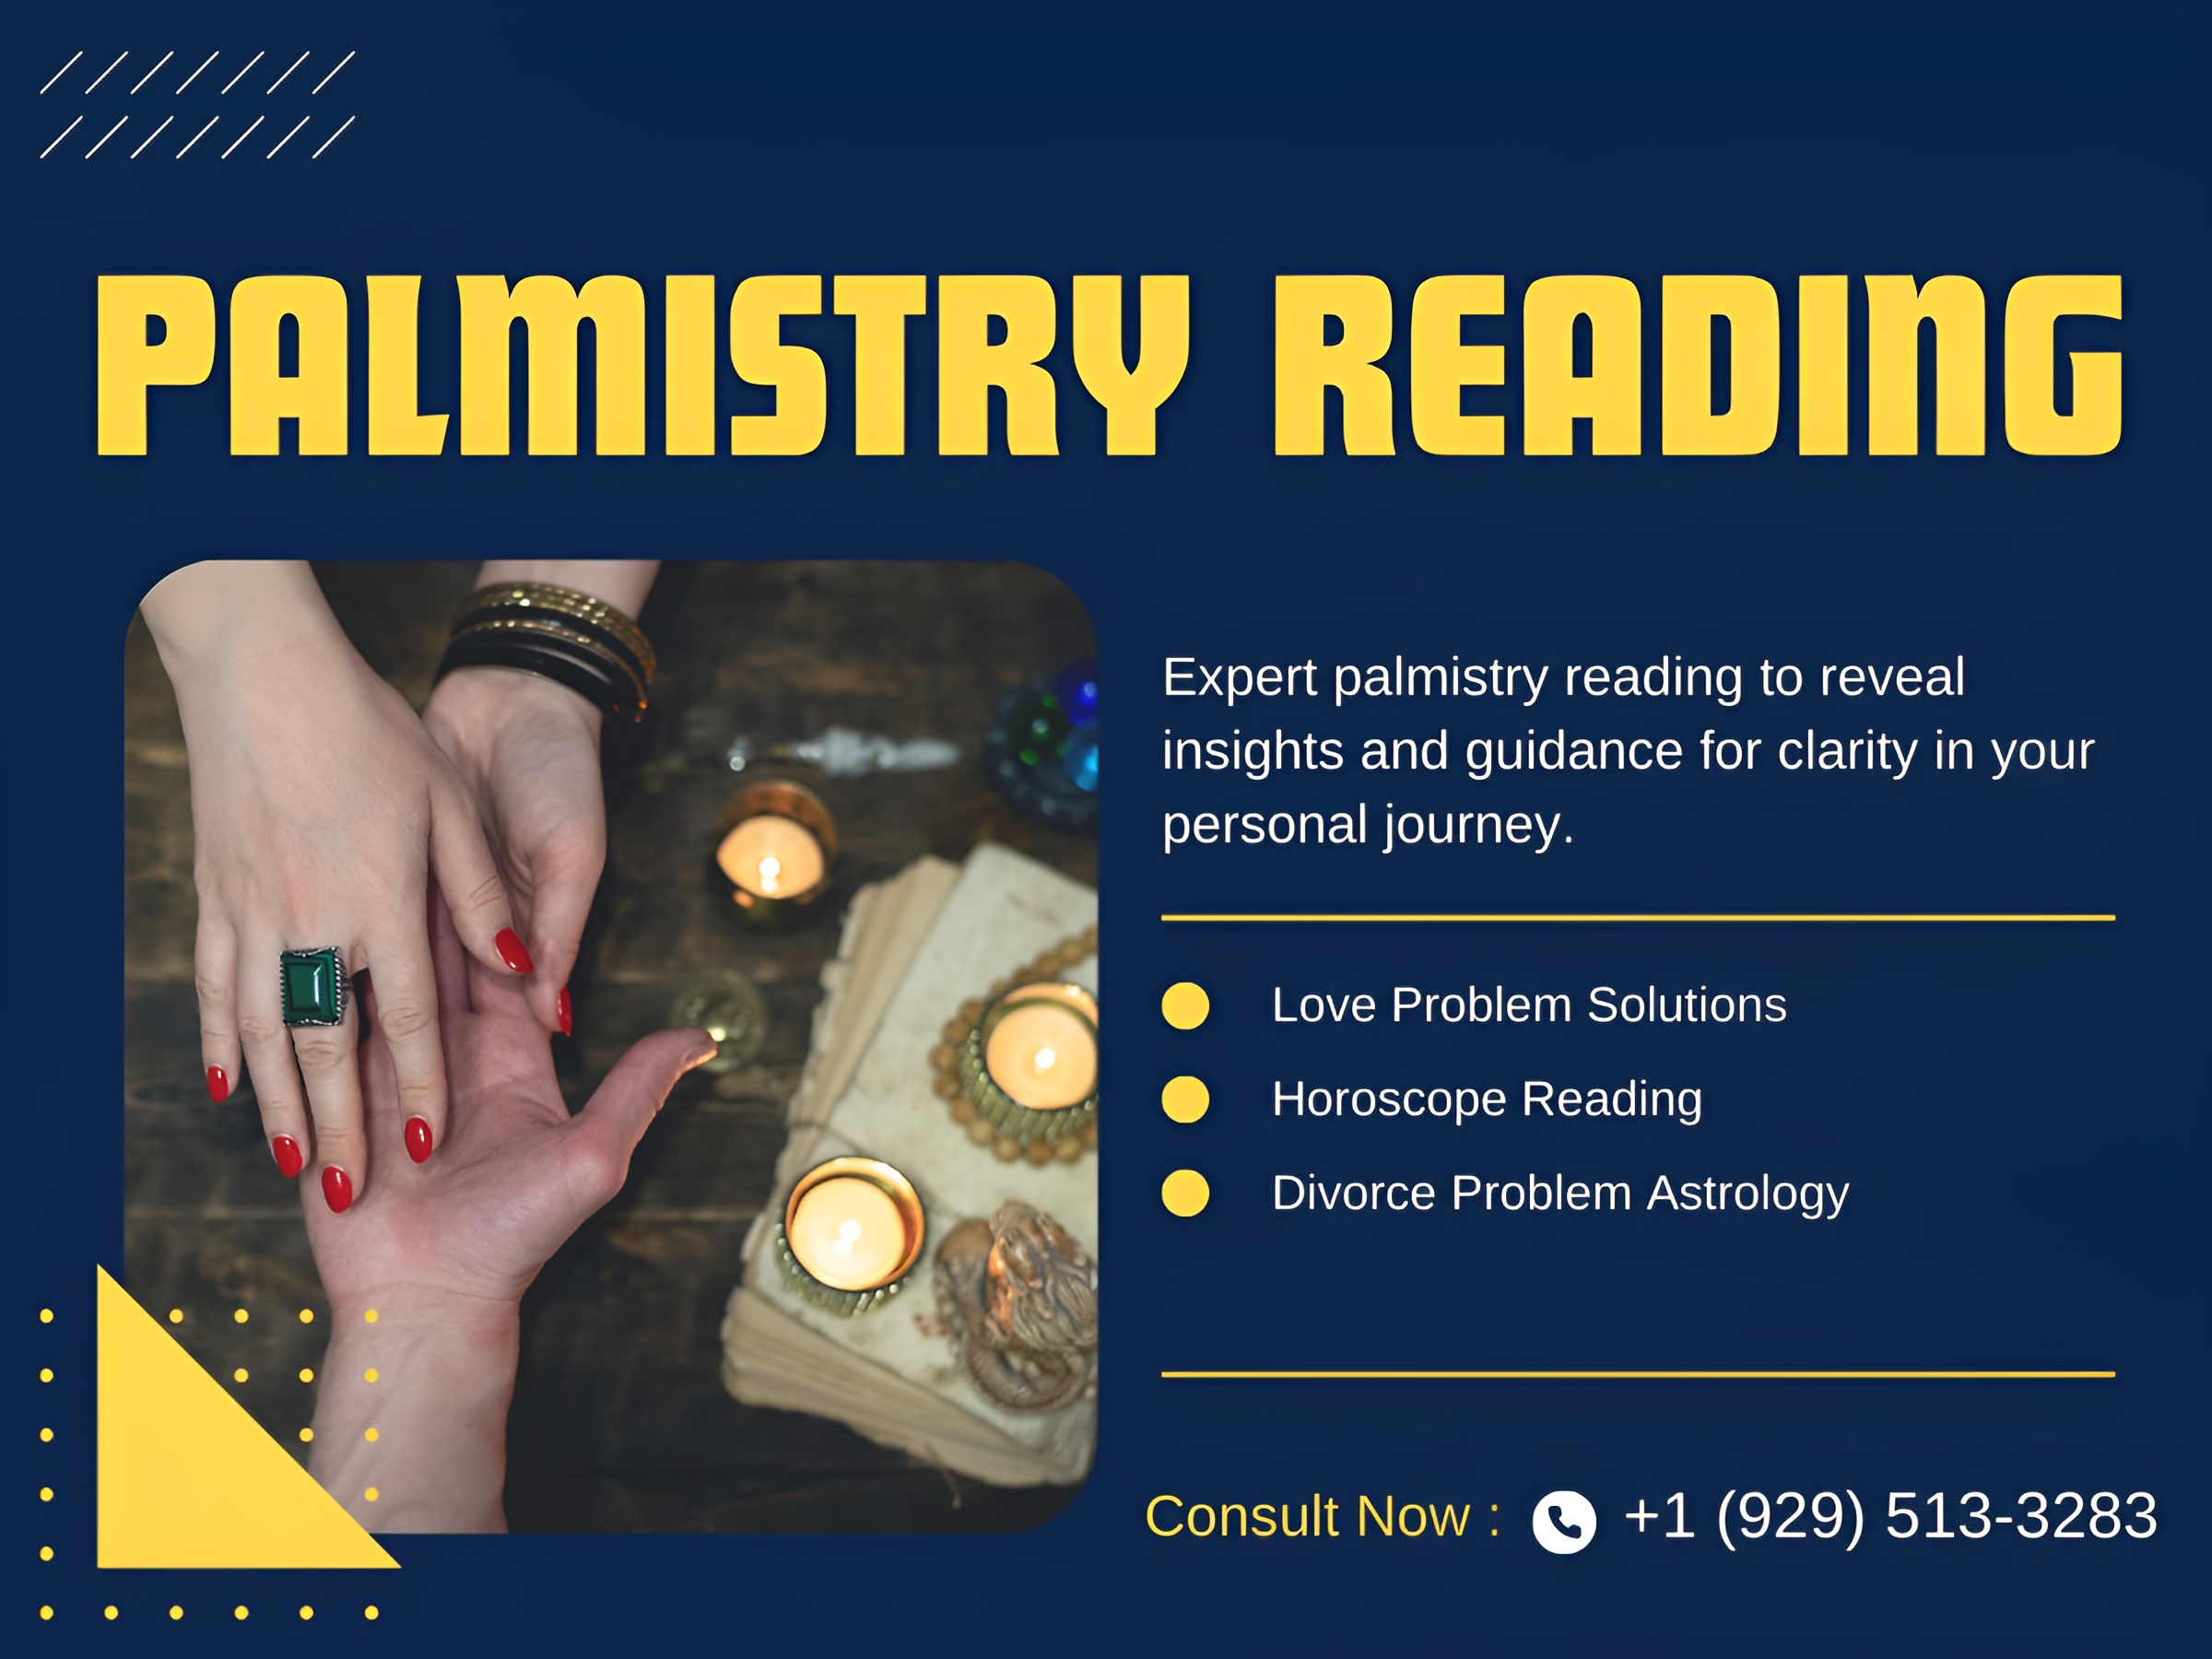 PALMISTRY READING
Expert palmistry reading to reveal
insights and guidance for clarity in your
personal journey.
Love Problem Solutions
Horoscope Reading
Divorce Problem Astrology
Consult Now : +1 (929) 513-3283